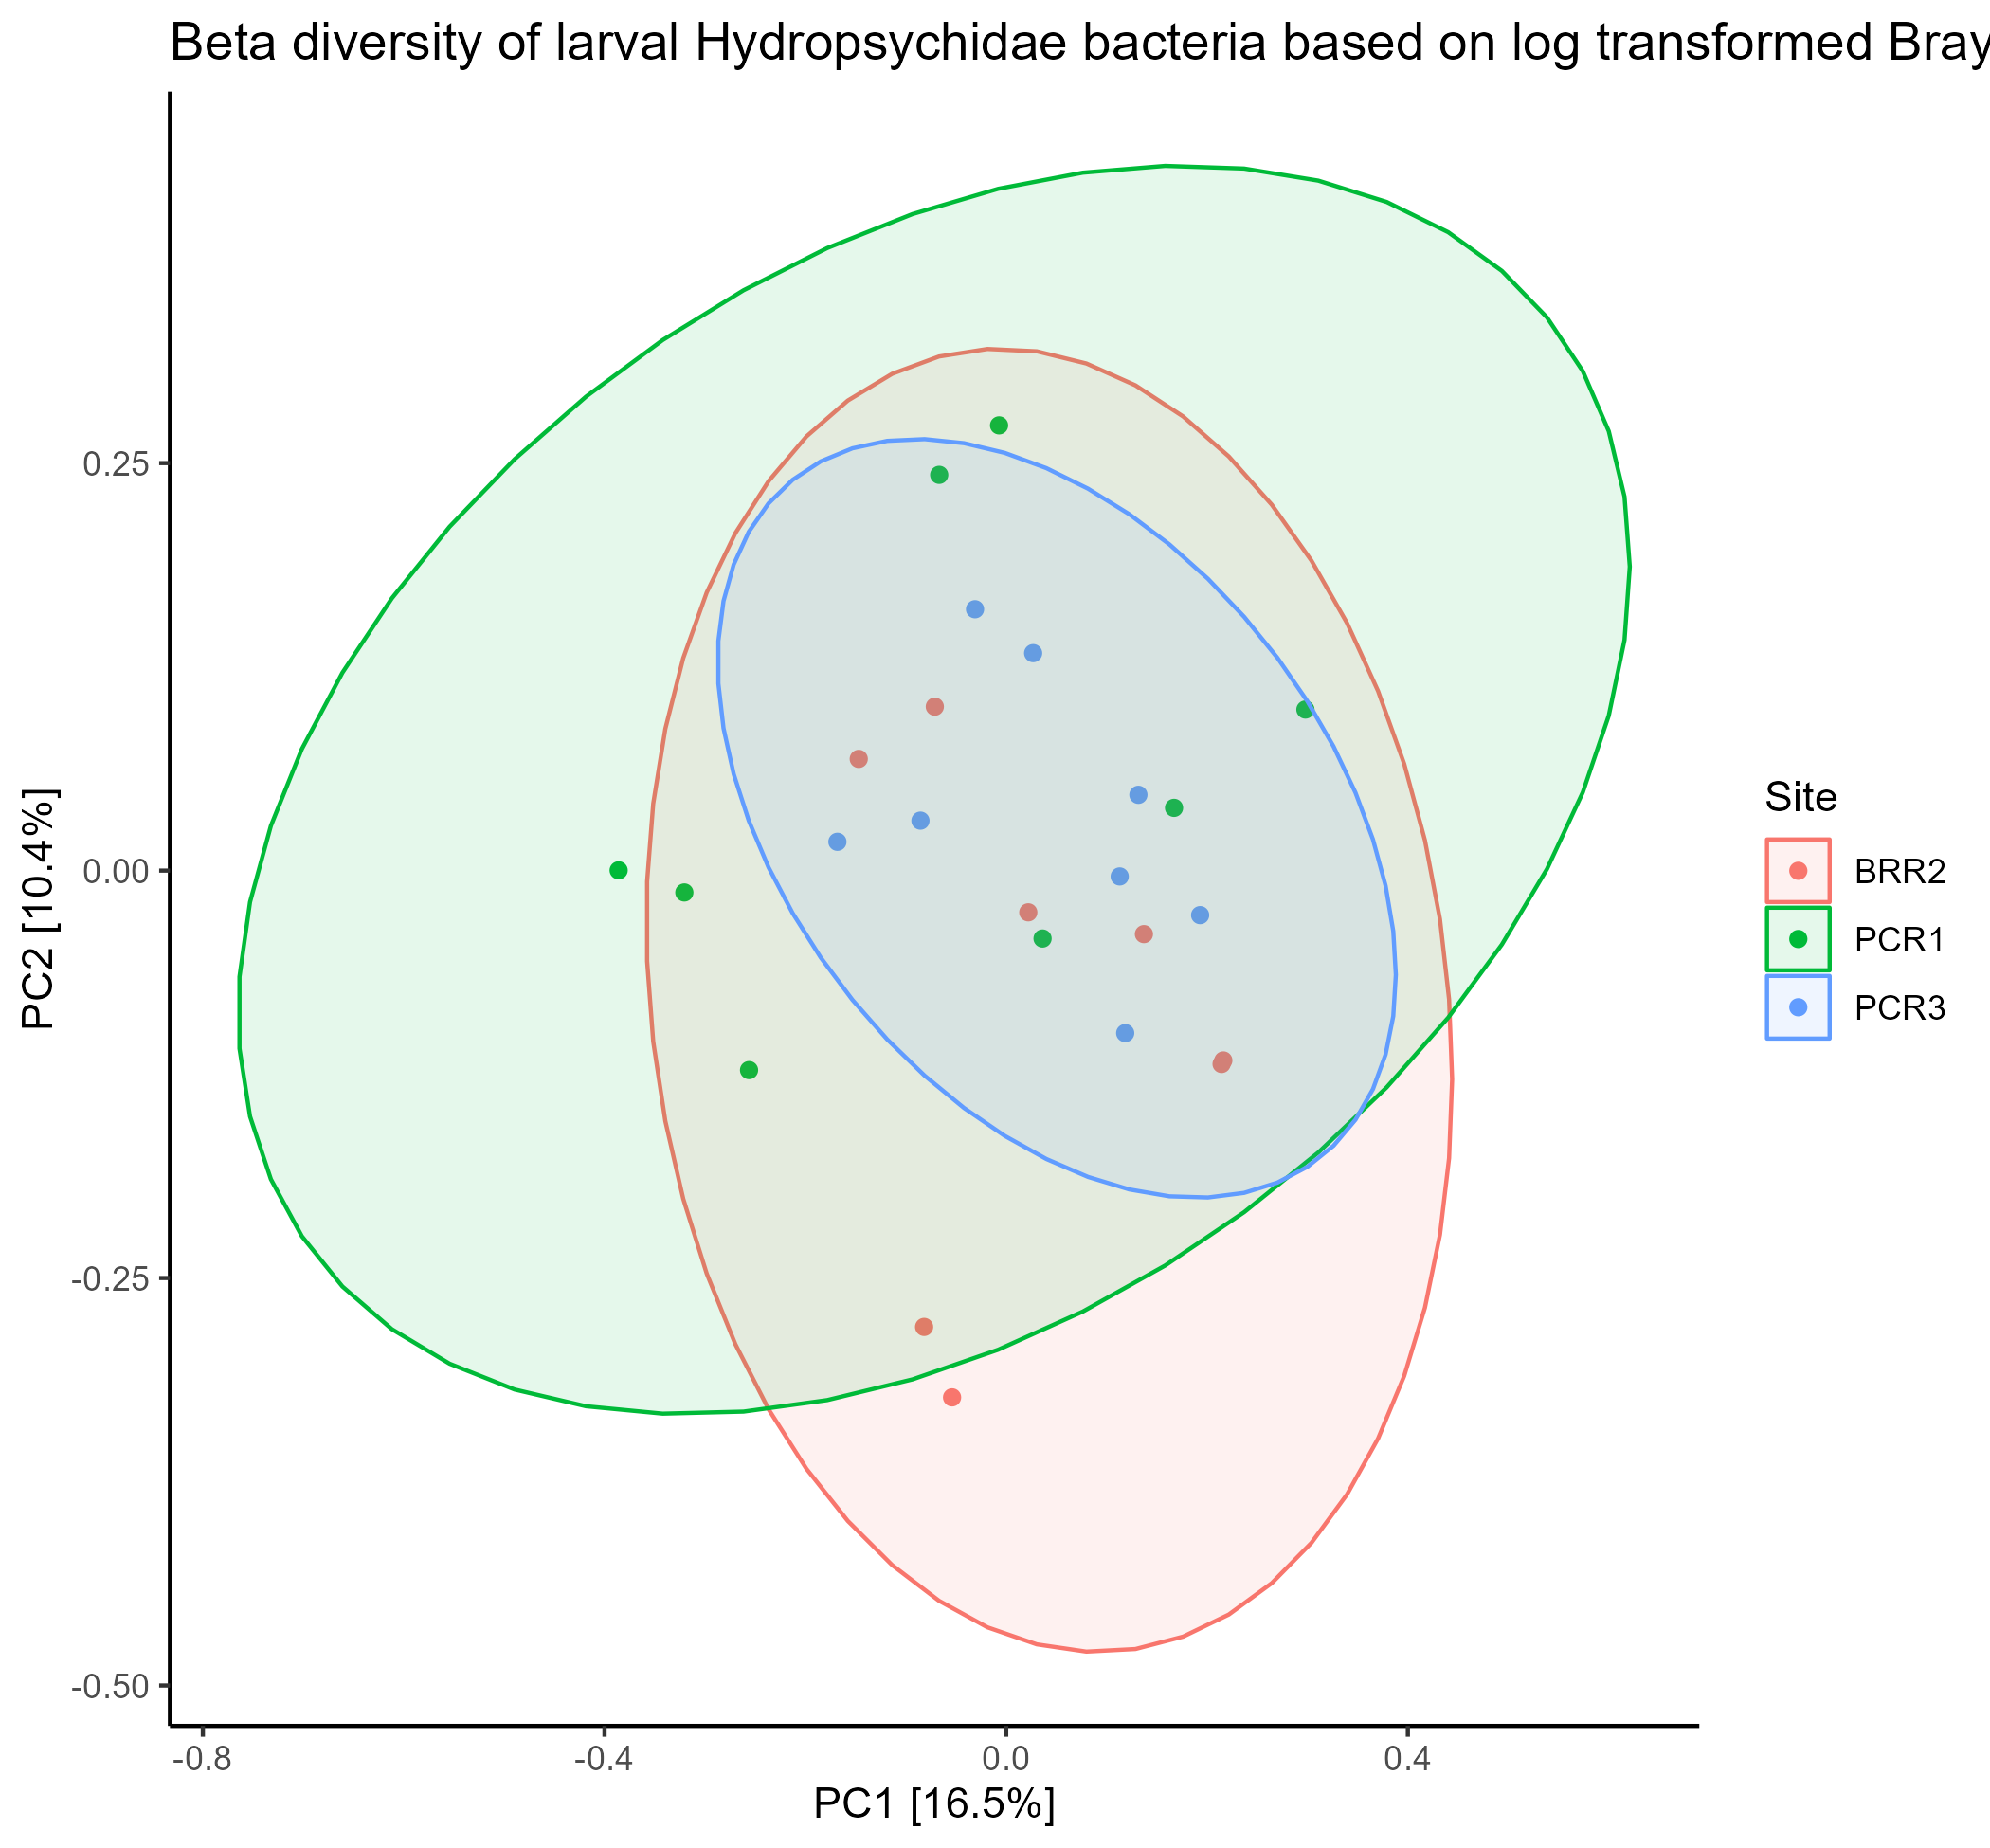 Beta diversity of larval Hydropsychidae bacteria based on log transformed Bray
0.25
0.00
-0.25
-0.50
PC2 [10.4%]
-0.8
-0.4
0.0
0.4
PC1 [16.5%]
Site
BRR2
PCR1
PCR3